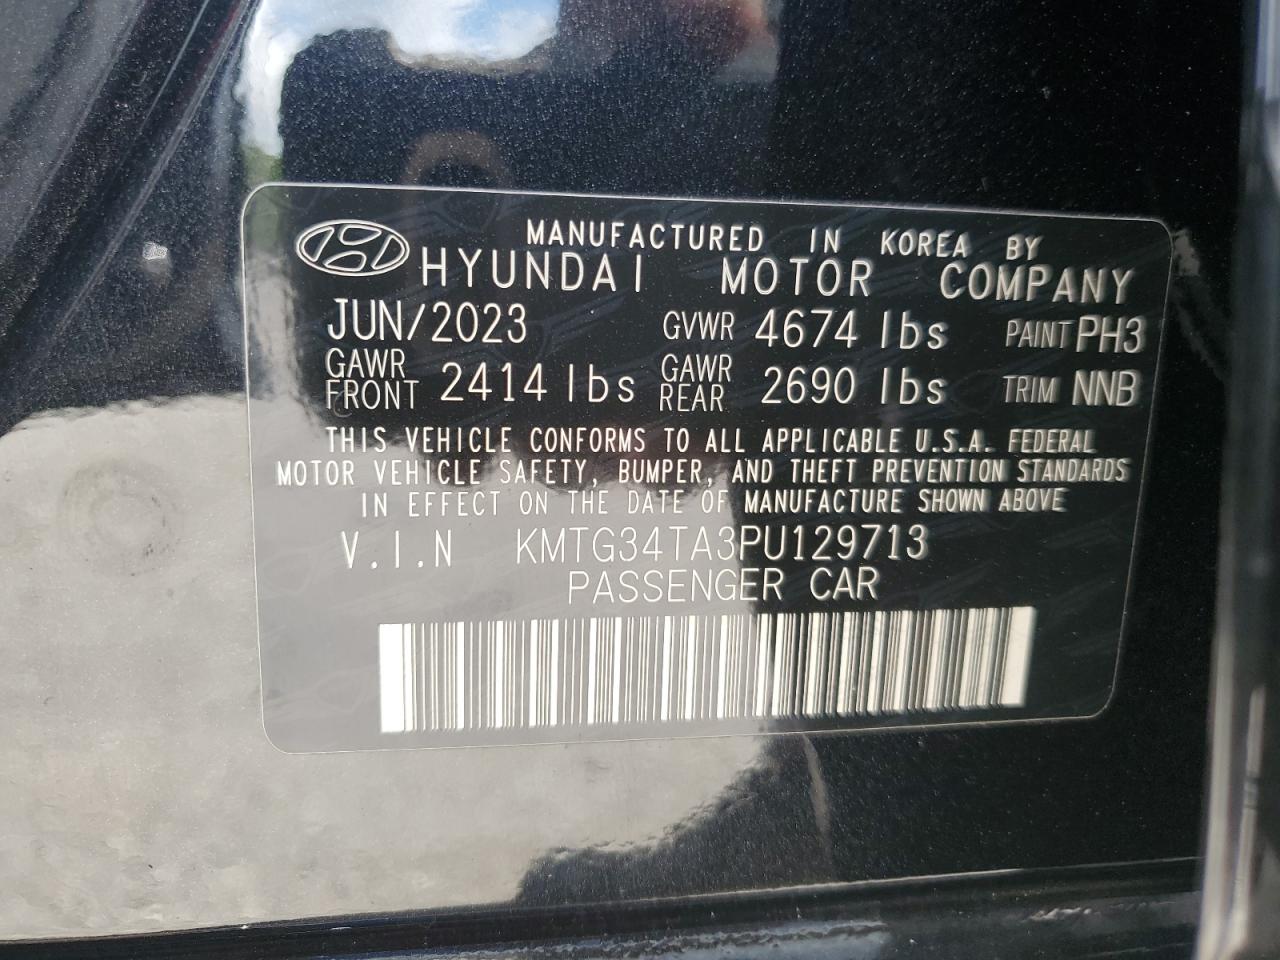 MANUFACTURED IN KOREA BY
HYUNDAI MOTOR COMPANY
JUN/2023 GVWR 4674 lbs PAINT PH3
GAWR FRONT 2414 lbs GAWR REAR 2690 lbs TRIM NNB
THIS VEHICLE CONFORMS TO ALL APPLICABLE U.S.A. FEDERAL
MOTOR VEHICLE SAFETY, BUMPER, AND THEFT PREVENTION STANDARDS
IN EFFECT ON THE DATE OF MANUFACTURE SHOWN ABOVE
V.I.N KMTG34TA3PU129713
PASSENGER CAR